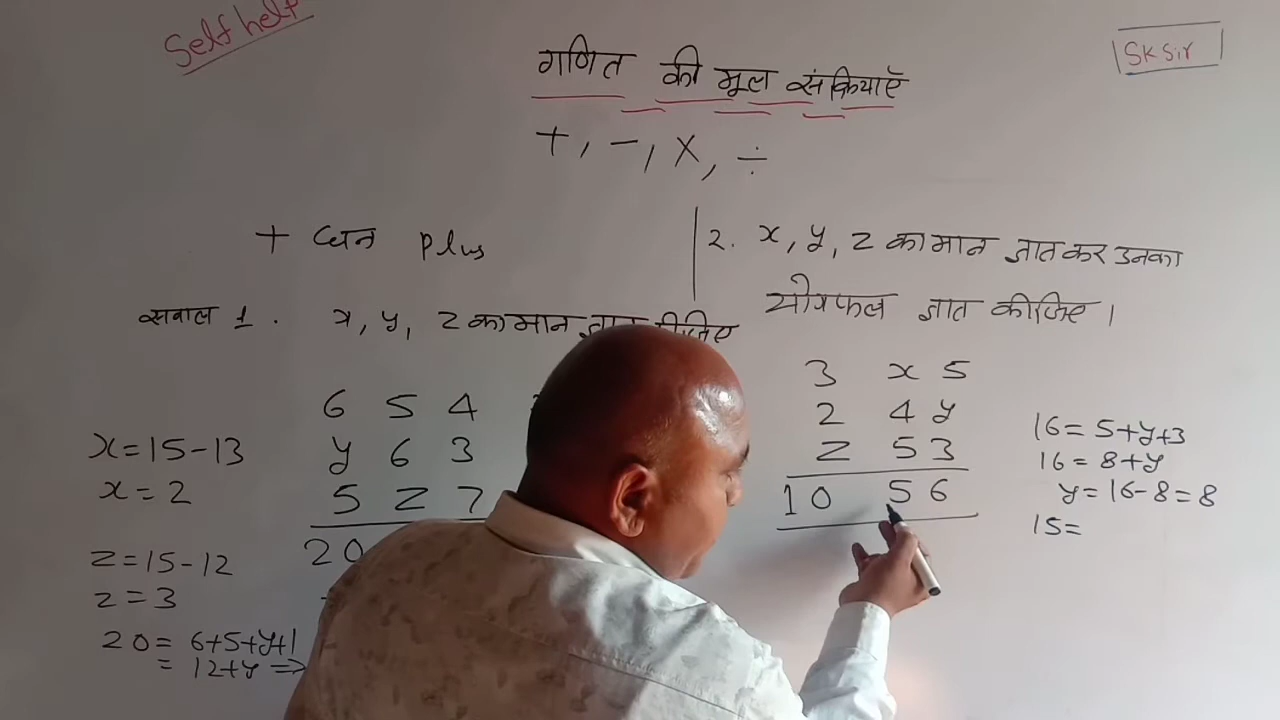 Self help
SK Sir
गणित की मूल संक्रियाएँ
+, -, ×, ÷
+ धन Plus
सवाल 1. x, y, z का मान ज्ञात कीजिए
6 5 4
y 6 3
5 z 7
20
x = 15-13
x = 2
z = 15-12
z = 3
20 = 6+5+y+1
= 12+y ⇒
2. x, y, z का मान ज्ञात कर उनका
योगफल ज्ञात कीजिए।
3 x 5
2 4 y
z 5 3
10 5 6
16 = 5+y+3
16 = 8+y
y = 16-8 = 8
15 =